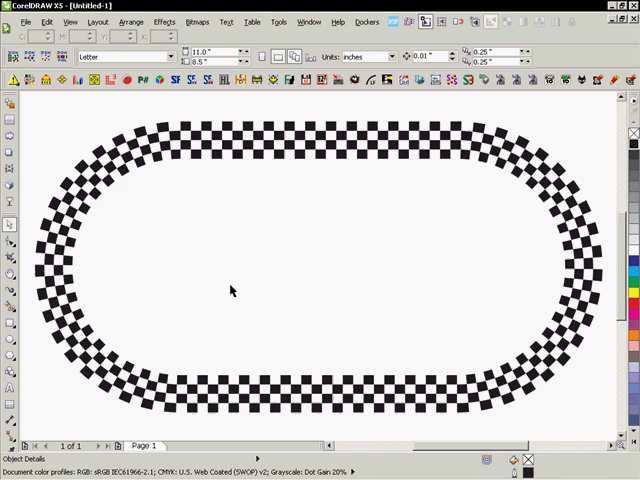 CorelDRAW X5 - [Untitled-1]
File Edit View Layout Arrange Effects Bitmaps Text Table Tools Window Help Dockers
X: Y: C: M: Y: K:
Letter 11.0" 8.5" Units: inches 0.01" 0.25" 0.25"
1 of 1 Page 1
Object Details
Document color profiles: RGB: sRGB IEC61966-2.1; CMYK: U.S. Web Coated (SWOP) v2; Grayscale: Dot Gain 20%